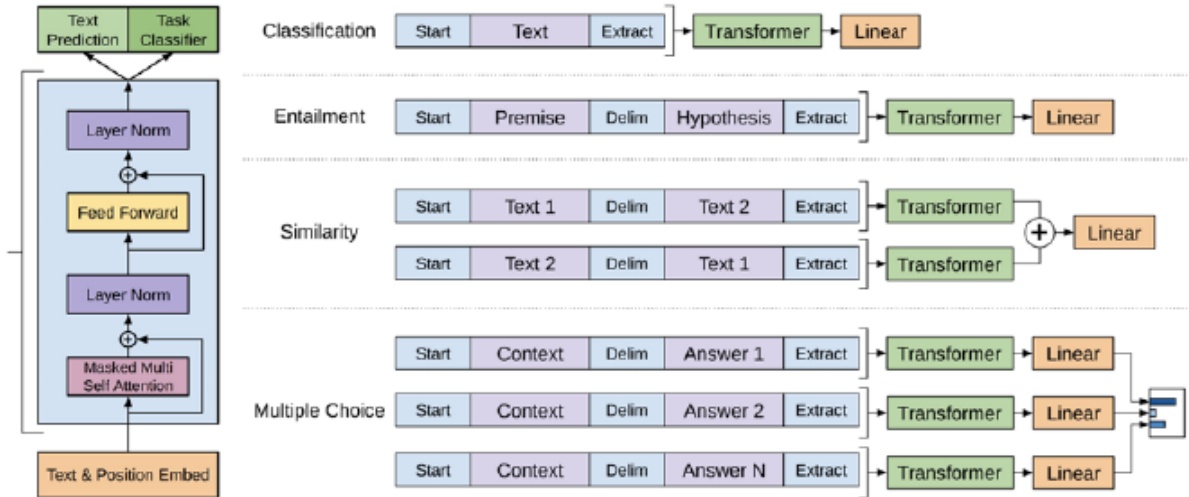 Text
Prediction
Task
Classifier
Layer Norm
Feed Forward
Layer Norm
Masked Multi
Self Attention
Text & Position Embed
Classification
Start Text Extract Transformer Linear
Entailment
Start Premise Delim Hypothesis Extract Transformer Linear
Similarity
Start Text 1 Delim Text 2 Extract Transformer
Start Text 2 Delim Text 1 Extract Transformer
Linear
Multiple Choice
Start Context Delim Answer 1 Extract Transformer Linear
Start Context Delim Answer 2 Extract Transformer Linear
Start Context Delim Answer N Extract Transformer Linear